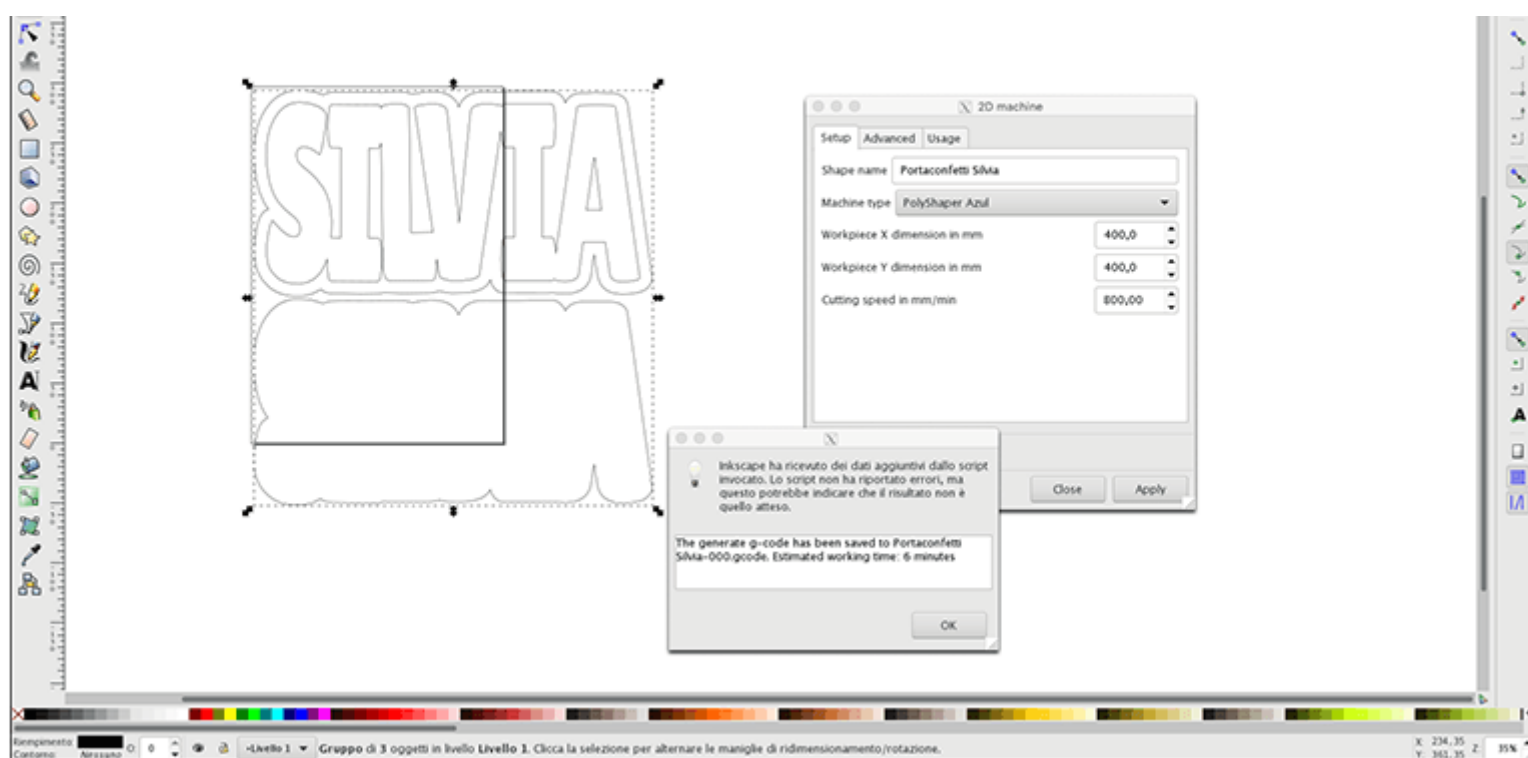 SILVIA
2D machine
Setup Advanced Usage
Shape name Portaconfetti Silvia
Machine type PolyShaper Azul
Workpiece X dimension in mm 400,0
Workpiece Y dimension in mm 400,0
Cutting speed in mm/min 800,00
Close Apply
Inkscape ha ricevuto dei dati aggiuntivi dallo script
invocato. Lo script non ha riportato errori, ma
questo potrebbe indicare che il risultato non è
quello atteso.
The generate g-code has been saved to Portaconfetti
Silvia-000.gcode. Estimated working time: 6 minutes
OK
Riempimento:
Contorno: Nessuno
O: 0
-Livello 1
Gruppo di 3 oggetti in livello Livello 1. Clicca la selezione per alternare le maniglie di ridimensionamento/rotazione.
X: 234,35
Y: 361,35
Z: 35%